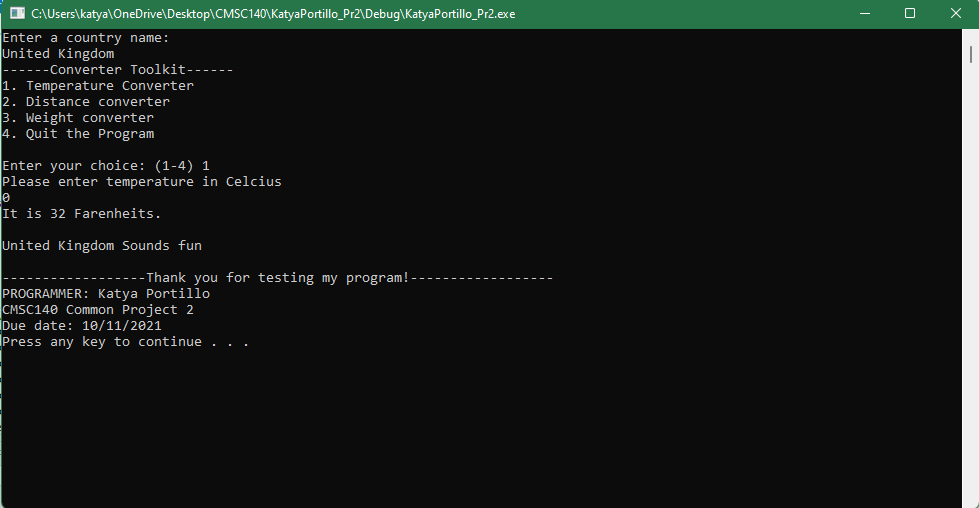 C:\Users\katya\OneDrive\Desktop\CMSC140\KatyaPortillo_Pr2\Debug\KatyaPortillo_Pr2.exe
Enter a country name:
United Kingdom
------Converter Toolkit------
1. Temperature Converter
2. Distance converter
3. Weight converter
4. Quit the Program
Enter your choice: (1-4) 1
Please enter temperature in Celcius
0
It is 32 Farenheits.
United Kingdom Sounds fun
------------------Thank you for testing my program!------------------
PROGRAMMER: Katya Portillo
CMSC140 Common Project 2
Due date: 10/11/2021
Press any key to continue . . .